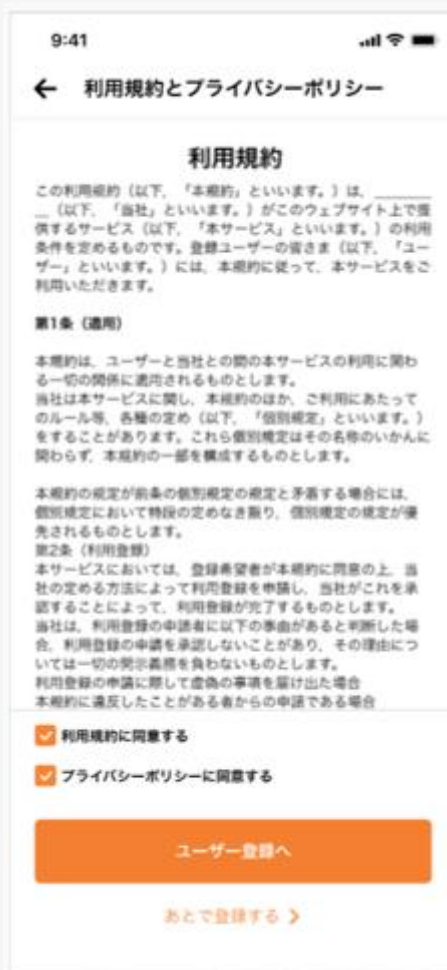 9:41
利用規約とプライバシーポリシー
利用規約
この利用規約（以下，「本規約」といいます。）は，_______
__（以下，「当社」といいます。）がこのウェブサイト上で提
供するサービス（以下，「本サービス」といいます。）の利用
条件を定めるものです。登録ユーザーの皆さま（以下，「ユー
ザー」といいます。）には，本規約に従って，本サービスをご
利用いただきます。
第1条（適用）
本規約は，ユーザーと当社との間の本サービスの利用に関わ
る一切の関係に適用されるものとします。
当社は本サービスに関し，本規約のほか，ご利用にあたって
のルール等，各種の定め（以下，「個別規定」といいます。）
をすることがあります。これら個別規定はその名称のいかんに
関わらず，本規約の一部を構成するものとします。
本規約の規定が前条の個別規定の規定と矛盾する場合には，
個別規定において特段の定めなき限り，個別規定の規定が優
先されるものとします。
第2条（利用登録）
本サービスにおいては，登録希望者が本規約に同意の上，当
社の定める方法によって利用登録を申請し，当社がこれを承
認することによって，利用登録が完了するものとします。
当社は，利用登録の申請者に以下の事由があると判断した場
合，利用登録の申請を承認しないことがあり，その理由につ
いては一切の開示義務を負わないものとします。
利用登録の申請に際して虚偽の事項を届け出た場合
本規約に違反したことがある者からの申請である場合
利用規約に同意する
プライバシーポリシーに同意する
ユーザー登録へ
あとで登録する